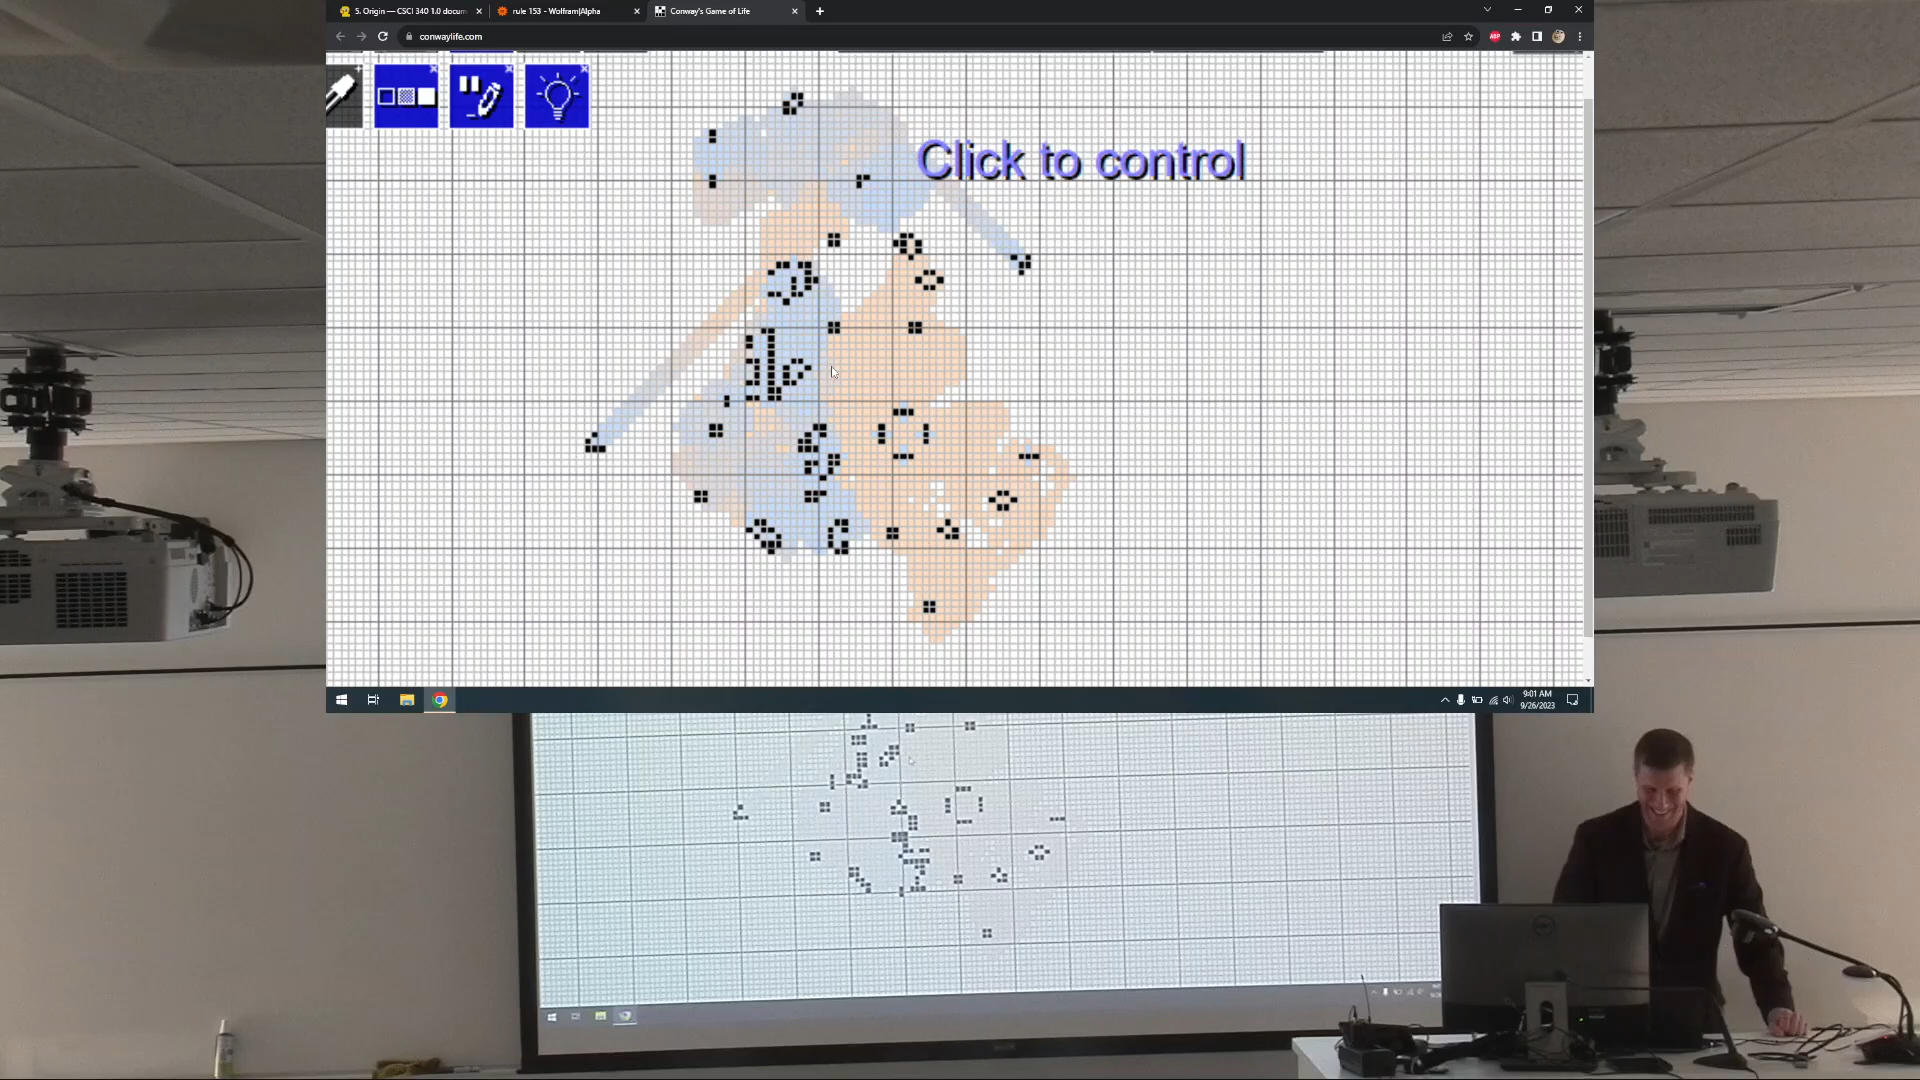 5. Origin — CSCI 340 1.0 docum
rule 153 - Wolfram|Alpha
Conway's Game of Life
conwaylife.com
ABP
Click to control
9:01 AM
9/26/2023